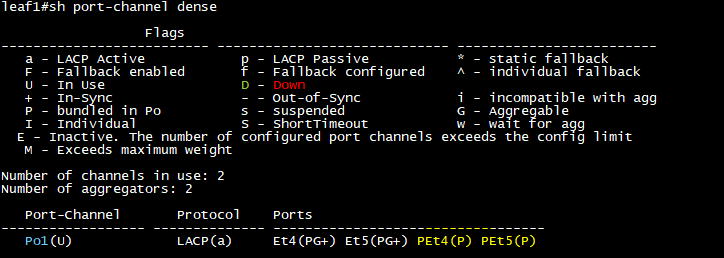 leaf1#sh port-channel dense
Flags
------------------------ ---------------------------- -------------------------
a - LACP Active p - LACP Passive * - static fallback
F - Fallback enabled f - Fallback configured ^ - individual fallback
U - In Use D - Down
+ - In-Sync - - Out-of-Sync i - incompatible with agg
P - bundled in Po s - suspended G - Aggregable
I - Individual S - ShortTimeout w - wait for agg
E - Inactive. The number of configured port channels exceeds the config limit
M - Exceeds maximum weight
Number of channels in use: 2
Number of aggregators: 2
Port-Channel Protocol Ports
------------------ -------------- ---------------------------------
Po1(U) LACP(a) Et4(PG+) Et5(PG+) PEt4(P) PEt5(P)